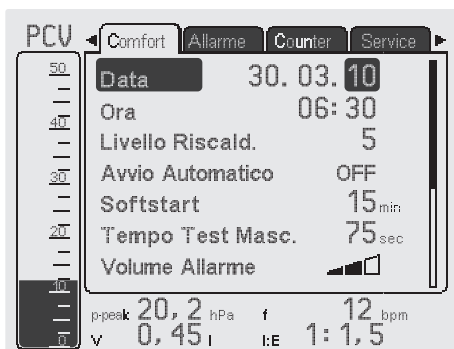 PCV
Comfort Allarme Counter Service
50
40
30
20
10
0
Data 30. 03. 10
Ora 06: 30
Livello Riscald. 5
Avvio Automatico OFF
Softstart 15 min
Tempo Test Masc. 75 sec
Volume Allarme
p-peak 20, 2 hPa f 12 bpm
V 0, 45 l I:E 1: 1, 5